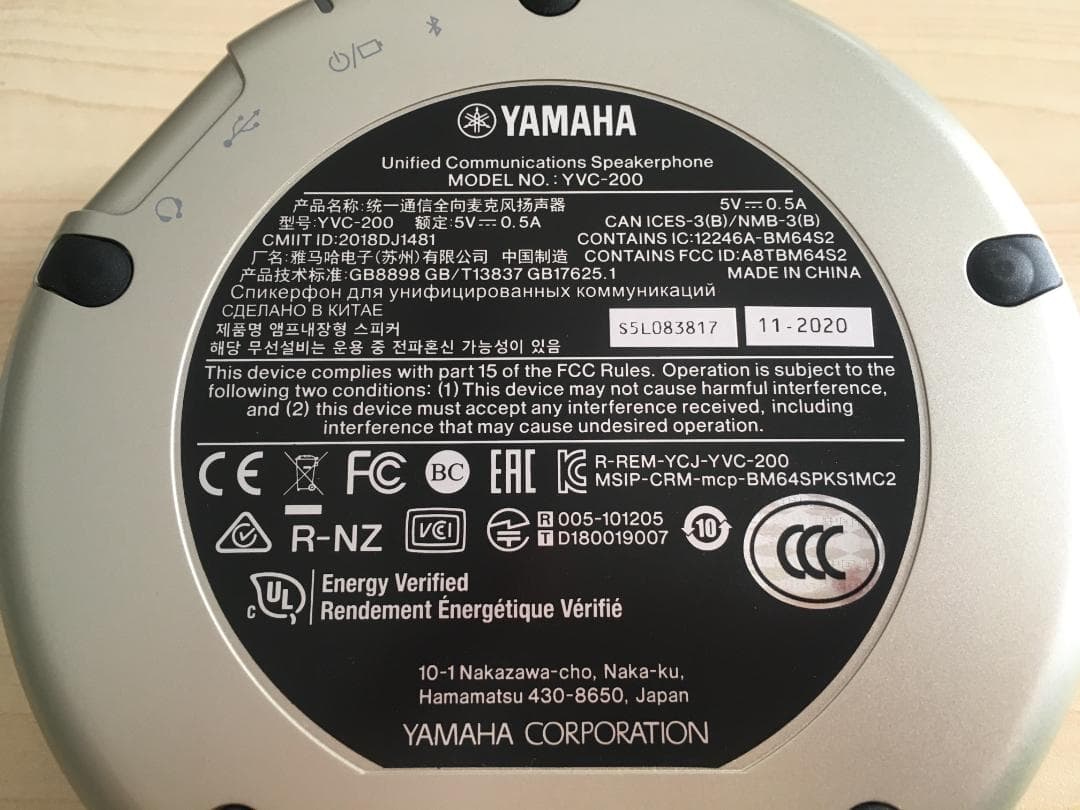 YAMAHA
Unified Communications Speakerphone
MODEL NO.: YVC-200
产品名称:统一通信全向麦克风扬声器 5V⎓0.5A
型号:YVC-200 额定:5V⎓0.5A CAN ICES-3(B)/NMB-3(B)
CMIIT ID:2018DJ1481 CONTAINS IC:12246A-BM64S2
厂名:雅马哈电子(苏州)有限公司 中国制造 CONTAINS FCC ID:A8TBM64S2
产品技术标准:GB8898 GB/T13837 GB17625.1 MADE IN CHINA
Спикерфон для унифицированных коммуникаций
СДЕЛАНО В КИТАЕ
제품명 앰프내장형 스피커
해당 무선설비는 운용 중 전파혼신 가능성이 있음
S5L083817 11-2020
This device complies with part 15 of the FCC Rules. Operation is subject to the
following two conditions: (1) This device may not cause harmful interference,
and (2) this device must accept any interference received, including
interference that may cause undesired operation.
CE FC BC EAC KC R-REM-YCJ-YVC-200
MSIP-CRM-mcp-BM64SPKS1MC2
R-NZ VCI R 005-101205 10 CCC
T D180019007
c UL Energy Verified
Rendement Énergétique Vérifié
10-1 Nakazawa-cho, Naka-ku,
Hamamatsu 430-8650, Japan
YAMAHA CORPORATION